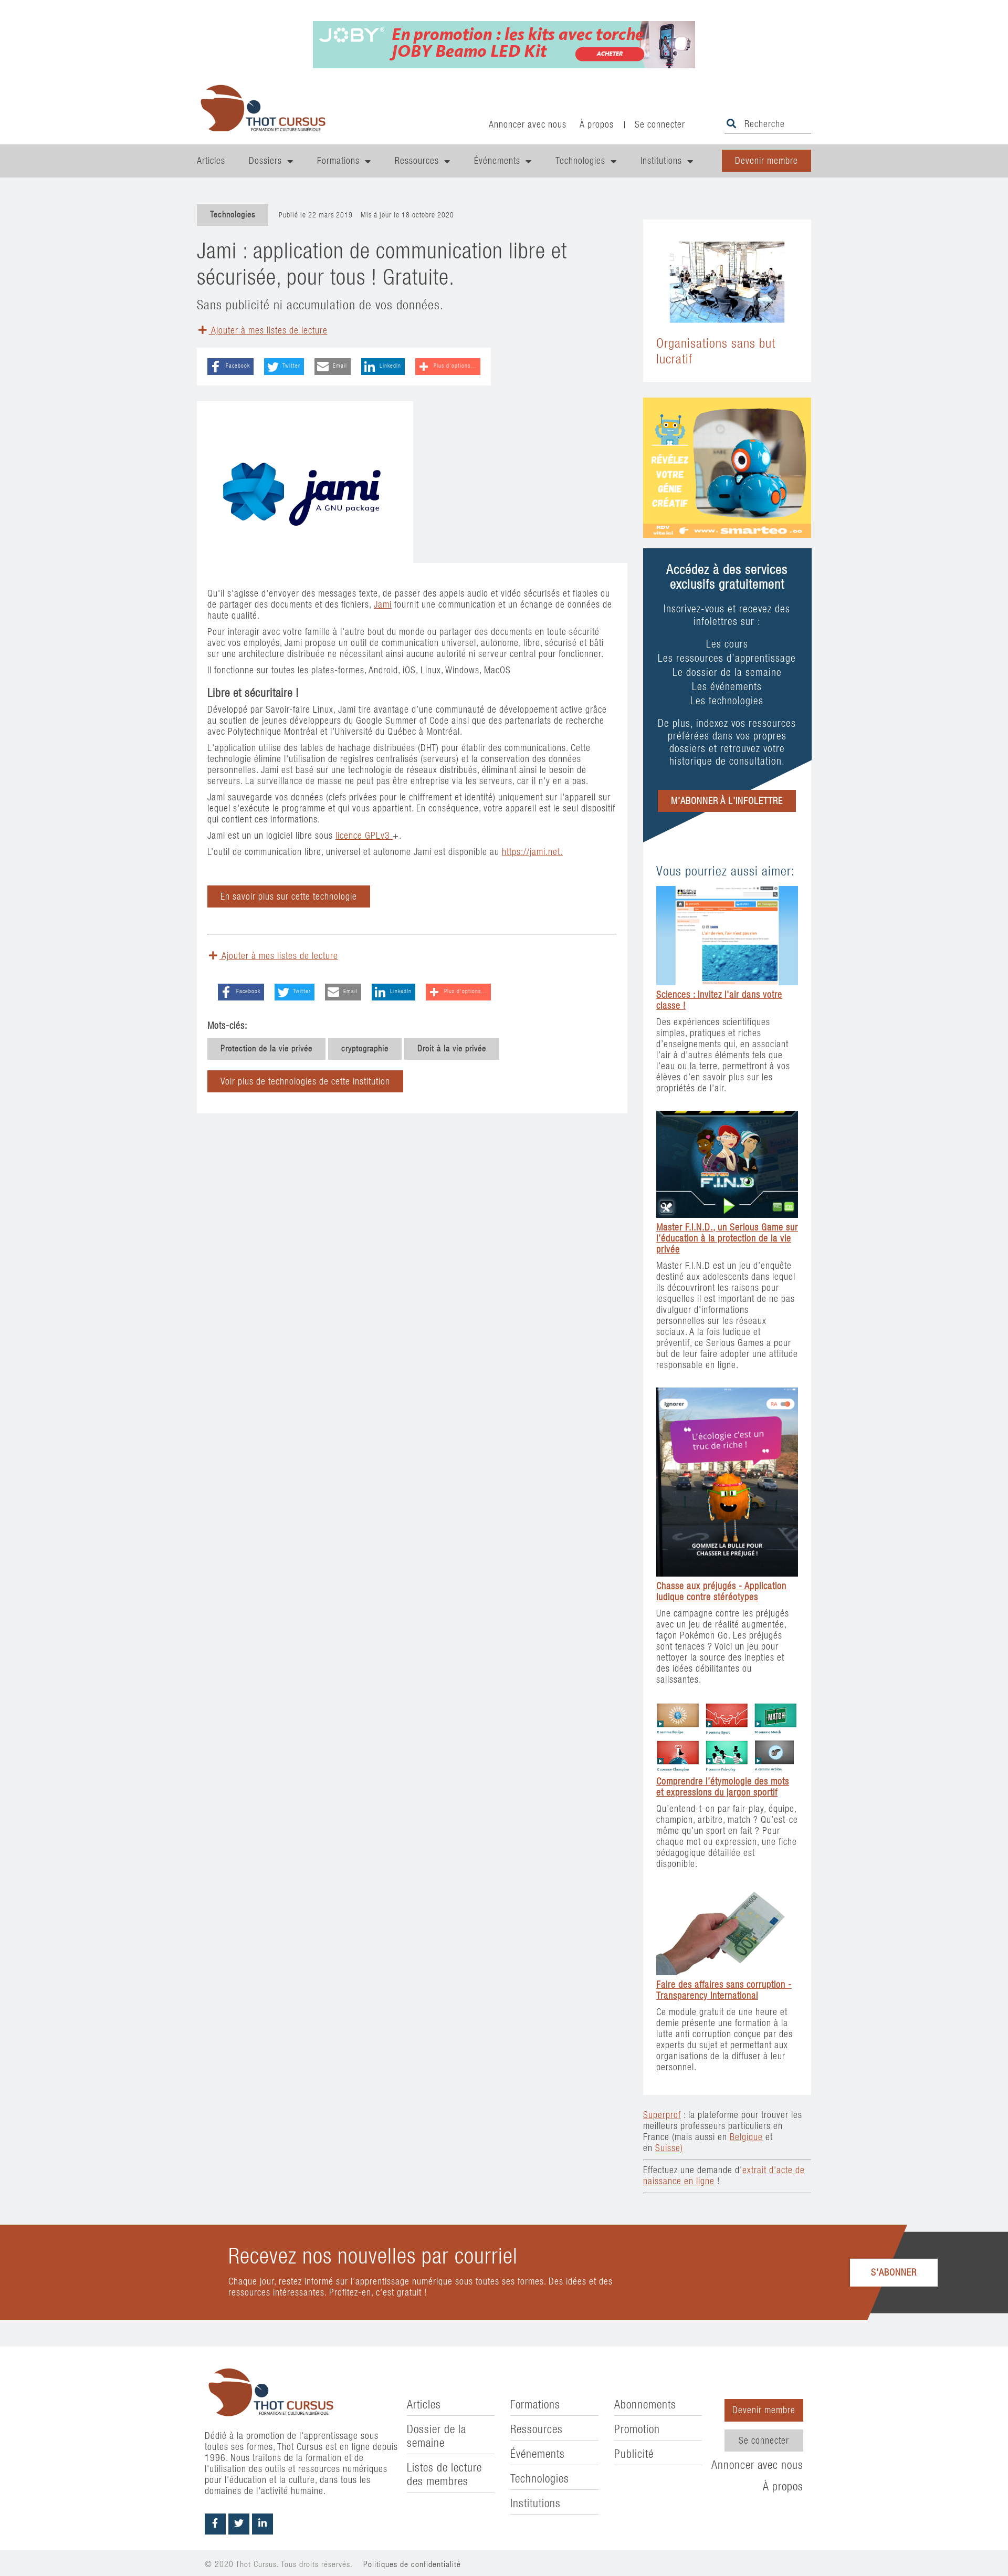 JOBY
En promotion : les kits avec torche
JOBY Beamo LED Kit
ACHETER
THOT CURSUS
FORMATION ET CULTURE NUMÉRIQUE
Annoncer avec nous
À propos
Se connecter
Recherche
Articles
Dossiers
Formations
Ressources
Événements
Technologies
Institutions
Devenir membre
Technologies
Publié le 22 mars 2019 Mis à jour le 18 octobre 2020
Jami : application de communication libre et
sécurisée, pour tous ! Gratuite.
Sans publicité ni accumulation de vos données.
Ajouter à mes listes de lecture
Facebook
Twitter
Email
LinkedIn
Plus d'options...
jami
A GNU package
Qu'il s'agisse d'envoyer des messages texte, de passer des appels audio et vidéo sécurisés et fiables ou
de partager des documents et des fichiers, Jami fournit une communication et un échange de données de
haute qualité.
Pour interagir avec votre famille à l'autre bout du monde ou partager des documents en toute sécurité
avec vos employés, Jami propose un outil de communication universel, autonome, libre, sécurisé et bâti
sur une architecture distribuée ne nécessitant ainsi aucune autorité ni serveur central pour fonctionner.
Il fonctionne sur toutes les plates-formes, Android, iOS, Linux, Windows, MacOS
Libre et sécuritaire !
Développé par Savoir-faire Linux, Jami tire avantage d'une communauté de développement active grâce
au soutien de jeunes développeurs du Google Summer of Code ainsi que des partenariats de recherche
avec Polytechnique Montréal et l'Université du Québec à Montréal.
L'application utilise des tables de hachage distribuées (DHT) pour établir des communications. Cette
technologie élimine l'utilisation de registres centralisés (serveurs) et la conservation des données
personnelles. Jami est basé sur une technologie de réseaux distribués, éliminant ainsi le besoin de
serveurs. La surveillance de masse ne peut pas être entreprise via les serveurs, car il n'y en a pas.
Jami sauvegarde vos données (clefs privées pour le chiffrement et identité) uniquement sur l'appareil sur
lequel s'exécute le programme et qui vous appartient. En conséquence, votre appareil est le seul dispositif
qui contient ces informations.
Jami est un un logiciel libre sous licence GPLv3 +.
L'outil de communication libre, universel et autonome Jami est disponible au https://jami.net.
En savoir plus sur cette technologie
Ajouter à mes listes de lecture
Facebook
Twitter
Email
LinkedIn
Plus d'options...
Mots-clés:
Protection de la vie privée
cryptographie
Droit à la vie privée
Voir plus de technologies de cette institution
Organisations sans but
lucratif
RÉVÉLEZ
VOTRE
GÉNIE
CRÉATIF
www.smarteo.co
Accédez à des services
exclusifs gratuitement
Inscrivez-vous et recevez des
infolettres sur :
Les cours
Les ressources d'apprentissage
Le dossier de la semaine
Les événements
Les technologies
De plus, indexez vos ressources
préférées dans vos propres
dossiers et retrouvez votre
historique de consultation.
M'ABONNER À L'INFOLETTRE
Vous pourriez aussi aimer:
L'air de rien, l'air n'est pas rien
Sciences : invitez l'air dans votre
classe !
Des expériences scientifiques
simples, pratiques et riches
d'enseignements qui, en associant
l'air à d'autres éléments tels que
l'eau ou la terre, permettront à vos
élèves d'en savoir plus sur les
propriétés de l'air.
F.I.N.D
Master F.I.N.D., un Serious Game sur
l'éducation à la protection de la vie
privée
Master F.I.N.D est un jeu d'enquête
destiné aux adolescents dans lequel
ils découvriront les raisons pour
lesquelles il est important de ne pas
divulguer d'informations
personnelles sur les réseaux
sociaux. A la fois ludique et
préventif, ce Serious Games a pour
but de leur faire adopter une attitude
responsable en ligne.
Ignorer
RA
L'écologie c'est un
truc de riche !
GOMMEZ LA BULLE POUR
CHASSER LE PRÉJUGÉ !
Chasse aux préjugés - Application
ludique contre stéréotypes
Une campagne contre les préjugés
avec un jeu de réalité augmentée,
façon Pokémon Go. Les préjugés
sont tenaces ? Voici un jeu pour
nettoyer la source des inepties et
des idées débilitantes ou
salissantes.
MATCH
Comprendre l'étymologie des mots
et expressions du jargon sportif
Qu'entend-t-on par fair-play, équipe,
champion, arbitre, match ? Qu'est-ce
même qu'un sport en fait ? Pour
chaque mot ou expression, une fiche
pédagogique détaillée est
disponible.
100
Faire des affaires sans corruption -
Transparency International
Ce module gratuit de une heure et
demie présente une formation à la
lutte anti corruption conçue par des
experts du sujet et permettant aux
organisations de la diffuser à leur
personnel.
Superprof : la plateforme pour trouver les
meilleurs professeurs particuliers en
France (mais aussi en Belgique et
en Suisse)
Effectuez une demande d'extrait d'acte de
naissance en ligne !
Recevez nos nouvelles par courriel
Chaque jour, restez informé sur l'apprentissage numérique sous toutes ses formes. Des idées et des
ressources intéressantes. Profitez-en, c'est gratuit !
S'ABONNER
THOT CURSUS
FORMATION ET CULTURE NUMÉRIQUE
Dédié à la promotion de l'apprentissage sous
toutes ses formes, Thot Cursus est en ligne depuis
1996. Nous traitons de la formation et de
l'utilisation des outils et ressources numériques
pour l'éducation et la culture, dans tous les
domaines de l'activité humaine.
Articles
Dossier de la
semaine
Listes de lecture
des membres
Formations
Ressources
Événements
Technologies
Institutions
Abonnements
Promotion
Publicité
Devenir membre
Se connecter
Annoncer avec nous
À propos
© 2020 Thot Cursus. Tous droits réservés. Politiques de confidentialité